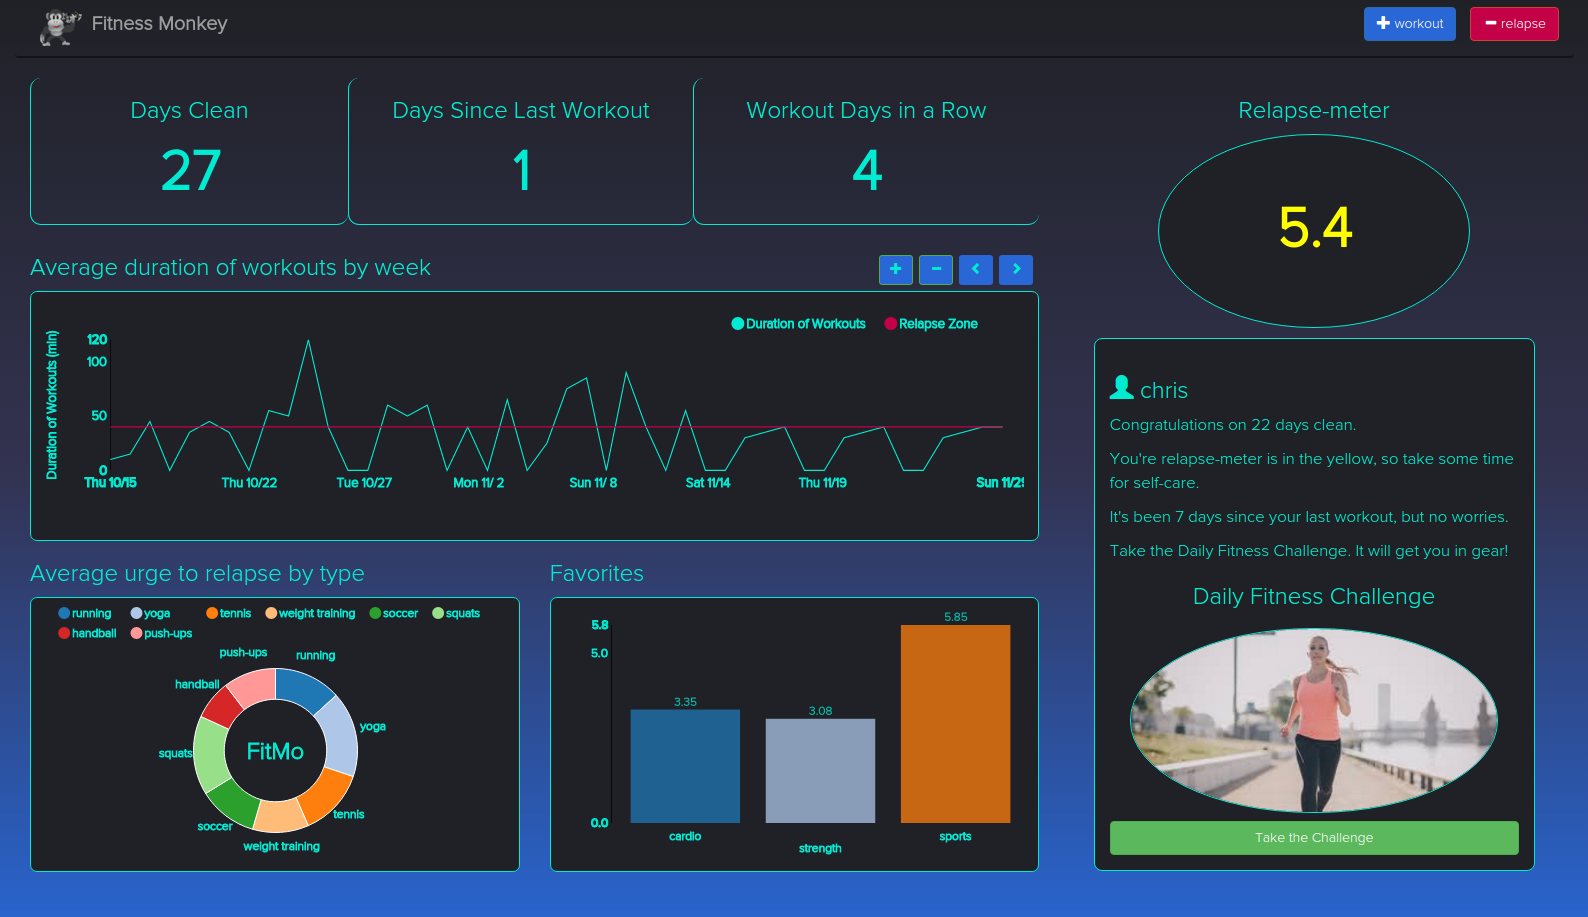 Fitness Monkey
workout
relapse
Days Clean
27
Days Since Last Workout
1
Workout Days in a Row
4
Relapse-meter
5.4
Average duration of workouts by week
Duration of Workouts
Relapse Zone
Duration of Workouts (min)
120
100
50
0
Thu 10/15
Thu 10/22
Tue 10/27
Mon 11/ 2
Sun 11/ 8
Sat 11/14
Thu 11/19
Sun 11/29
chris
Congratulations on 22 days clean.
You're relapse-meter is in the yellow, so take some time
for self-care.
It's been 7 days since your last workout, but no worries.
Take the Daily Fitness Challenge. It will get you in gear!
Daily Fitness Challenge
Take the Challenge
Average urge to relapse by type
running
yoga
tennis
weight training
soccer
squats
handball
push-ups
push-ups
running
handball
yoga
squats
FitMo
tennis
soccer
weight training
Favorites
5.8
5.0
0.0
3.35
3.08
5.85
cardio
strength
sports